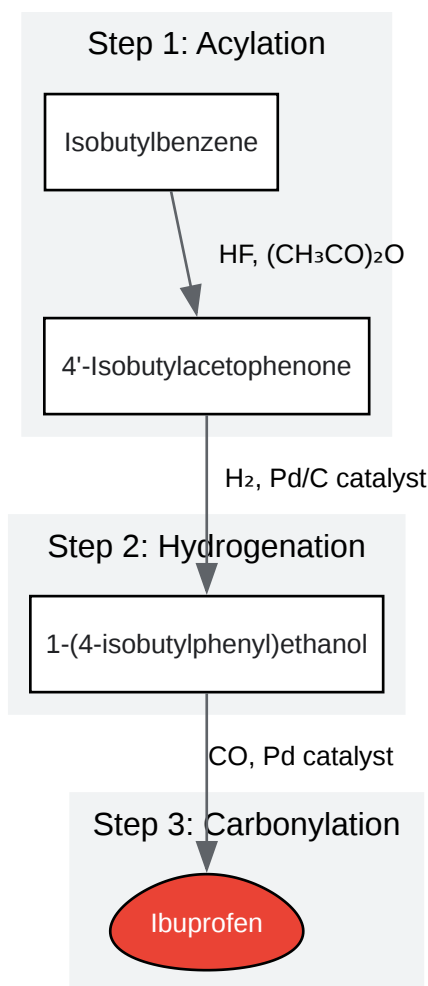 Step 1: Acylation
Isobutylbenzene
HF, (CH₃CO)₂O
4'-Isobutylacetophenone
H₂, Pd/C catalyst
Step 2: Hydrogenation
1-(4-isobutylphenyl)ethanol
CO, Pd catalyst
Step 3: Carbonylation
Ibuprofen